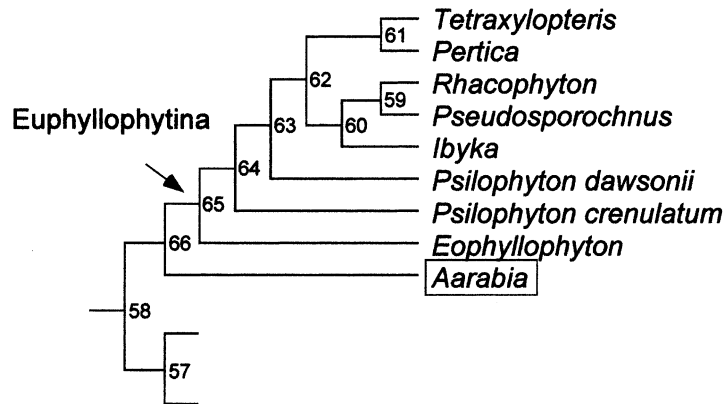 Tetraxylopteris
61
Pertica
62
Rhacophyton
59
Euphyllophytina
63
Pseudosporochnus
60
Ibyka
64
Psilophyton dawsonii
65
Psilophyton crenulatum
66
Eophyllophyton
Aarabia
58
57